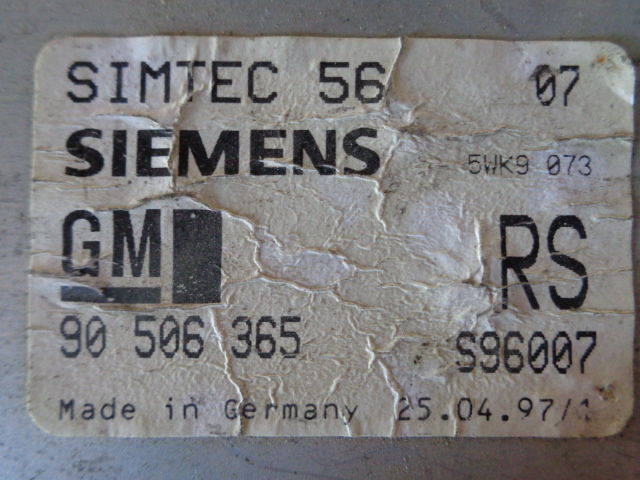 SIMTEC 56 07
SIEMENS 5WK9 073
GM RS
90 506 365 S96007
Made in Germany 25.04.97/1